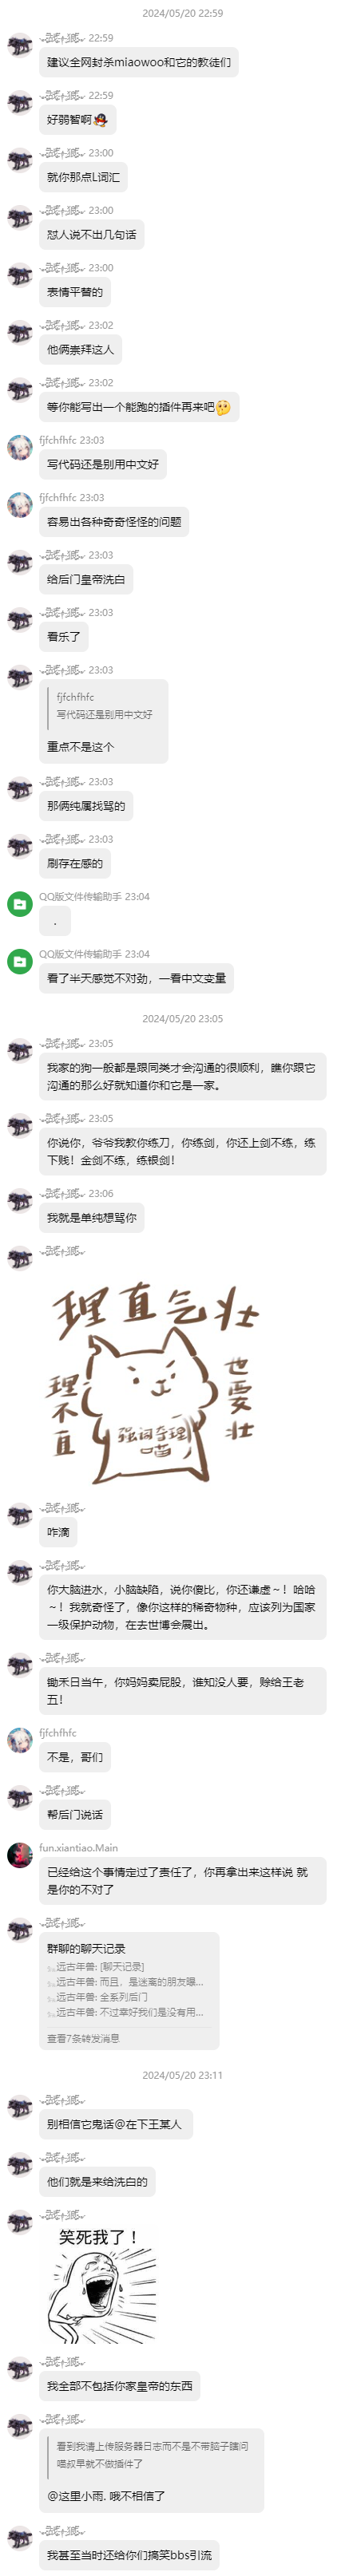 2024/05/20 22:59
22:59
建议全网封杀miaowoo和它的教徒们
22:59
好弱智啊
23:00
就你那点L词汇
23:00
怼人说不出几句话
23:00
表情平替的
23:02
他俩崇拜这人
23:02
等你能写出一个能跑的插件再来吧
fjfchfhfc 23:03
写代码还是别用中文好
fjfchfhfc 23:03
容易出各种奇奇怪怪的问题
23:03
给后门皇帝洗白
23:03
看乐了
23:03
fjfchfhfc
写代码还是别用中文好
重点不是这个
23:03
那俩纯属找骂的
23:03
刷存在感的
QQ版文件传输助手 23:04
.
QQ版文件传输助手 23:04
看了半天感觉不对劲，一看中文变量
2024/05/20 23:05
23:05
我家的狗一般都是跟同类才会沟通的很顺利，瞧你跟它
沟通的那么好就知道你和它是一家。
23:05
你说你，爷爷我教你练刀，你练剑，你还上剑不练，练
下贱！金剑不练，练银剑！
23:06
我就是单纯想骂你
理直气壮
理不直
也要壮
强词夺理
喵
咋滴
你大脑进水，小脑缺陷，说你傻比，你还谦虚～！哈哈
～！我就奇怪了，像你这样的稀奇物种，应该列为国家
一级保护动物，在去世博会展出。
锄禾日当午，你妈妈卖屁股，谁知没人要，赊给王老
五！
fjfchfhfc
不是，哥们
帮后门说话
fun.xiantiao.Main
已经给这个事情定过了责任了，你再拿出来这样说 就
是你的不对了
群聊的聊天记录
远古年兽: [聊天记录]
远古年兽: 而且，是迷离的朋友曝...
远古年兽: 全系列后门
远古年兽: 不过幸好我们是没有用...
查看7条转发消息
2024/05/20 23:11
别相信它鬼话@在下王某人
他们就是来给洗白的
笑死我了！
我全部不包括你家皇帝的东西
看到我请上传服务器日志而不是不带脑子瞎问
喵叔早就不做插件了
@这里小雨. 哦不相信了
我甚至当时还给你们搞笑bbs引流